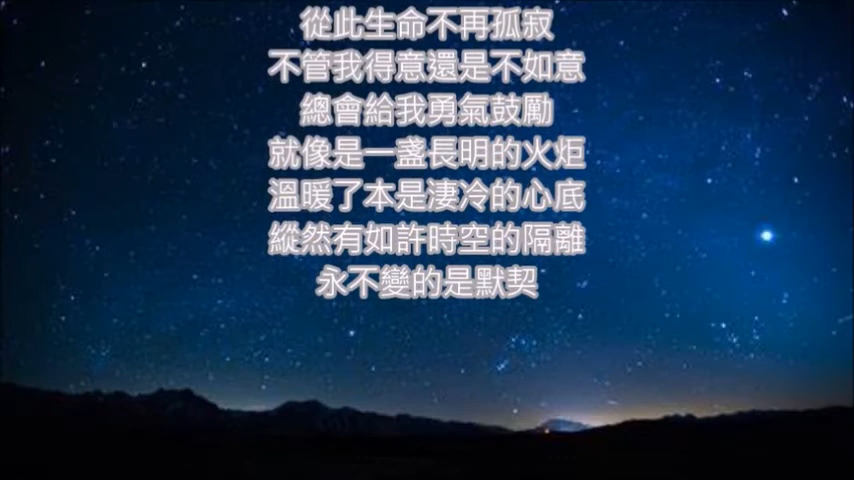 從此生命不再孤寂
不管我得意還是不如意
總會給我勇氣鼓勵
就像是一盞長明的火炬
溫暖了本是淒冷的心底
縱然有如許時空的隔離
永不變的是默契